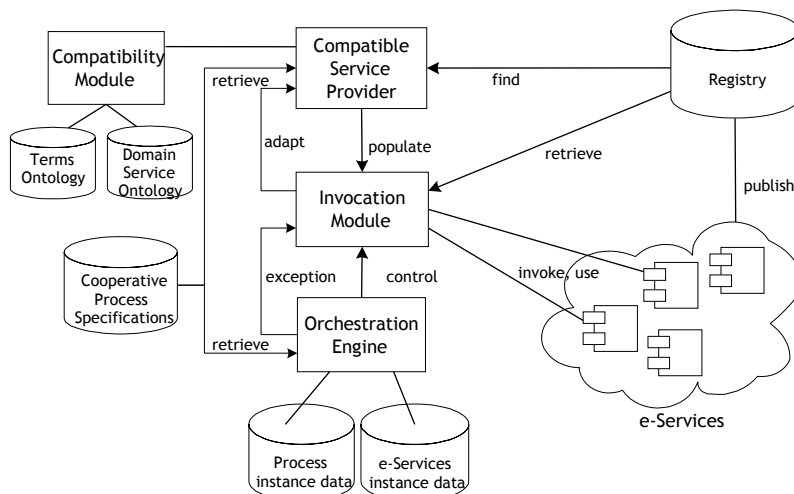 Compatibility
Module
Compatible
Service
Provider
Registry
retrieve
find
Terms
Ontology
Domain
Service
Ontology
adapt
populate
retrieve
publish
Invocation
Module
Cooperative
Process
Specifications
exception
control
invoke, use
Orchestration
Engine
retrieve
e-Services
Process
instance data
e-Services
instance data